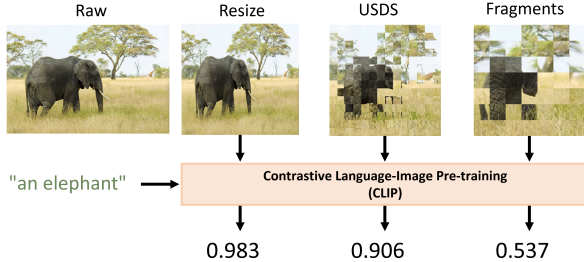 Raw Resize USDS Fragments
"an elephant"
Contrastive Language-Image Pre-training
(CLIP)
0.983 0.906 0.537